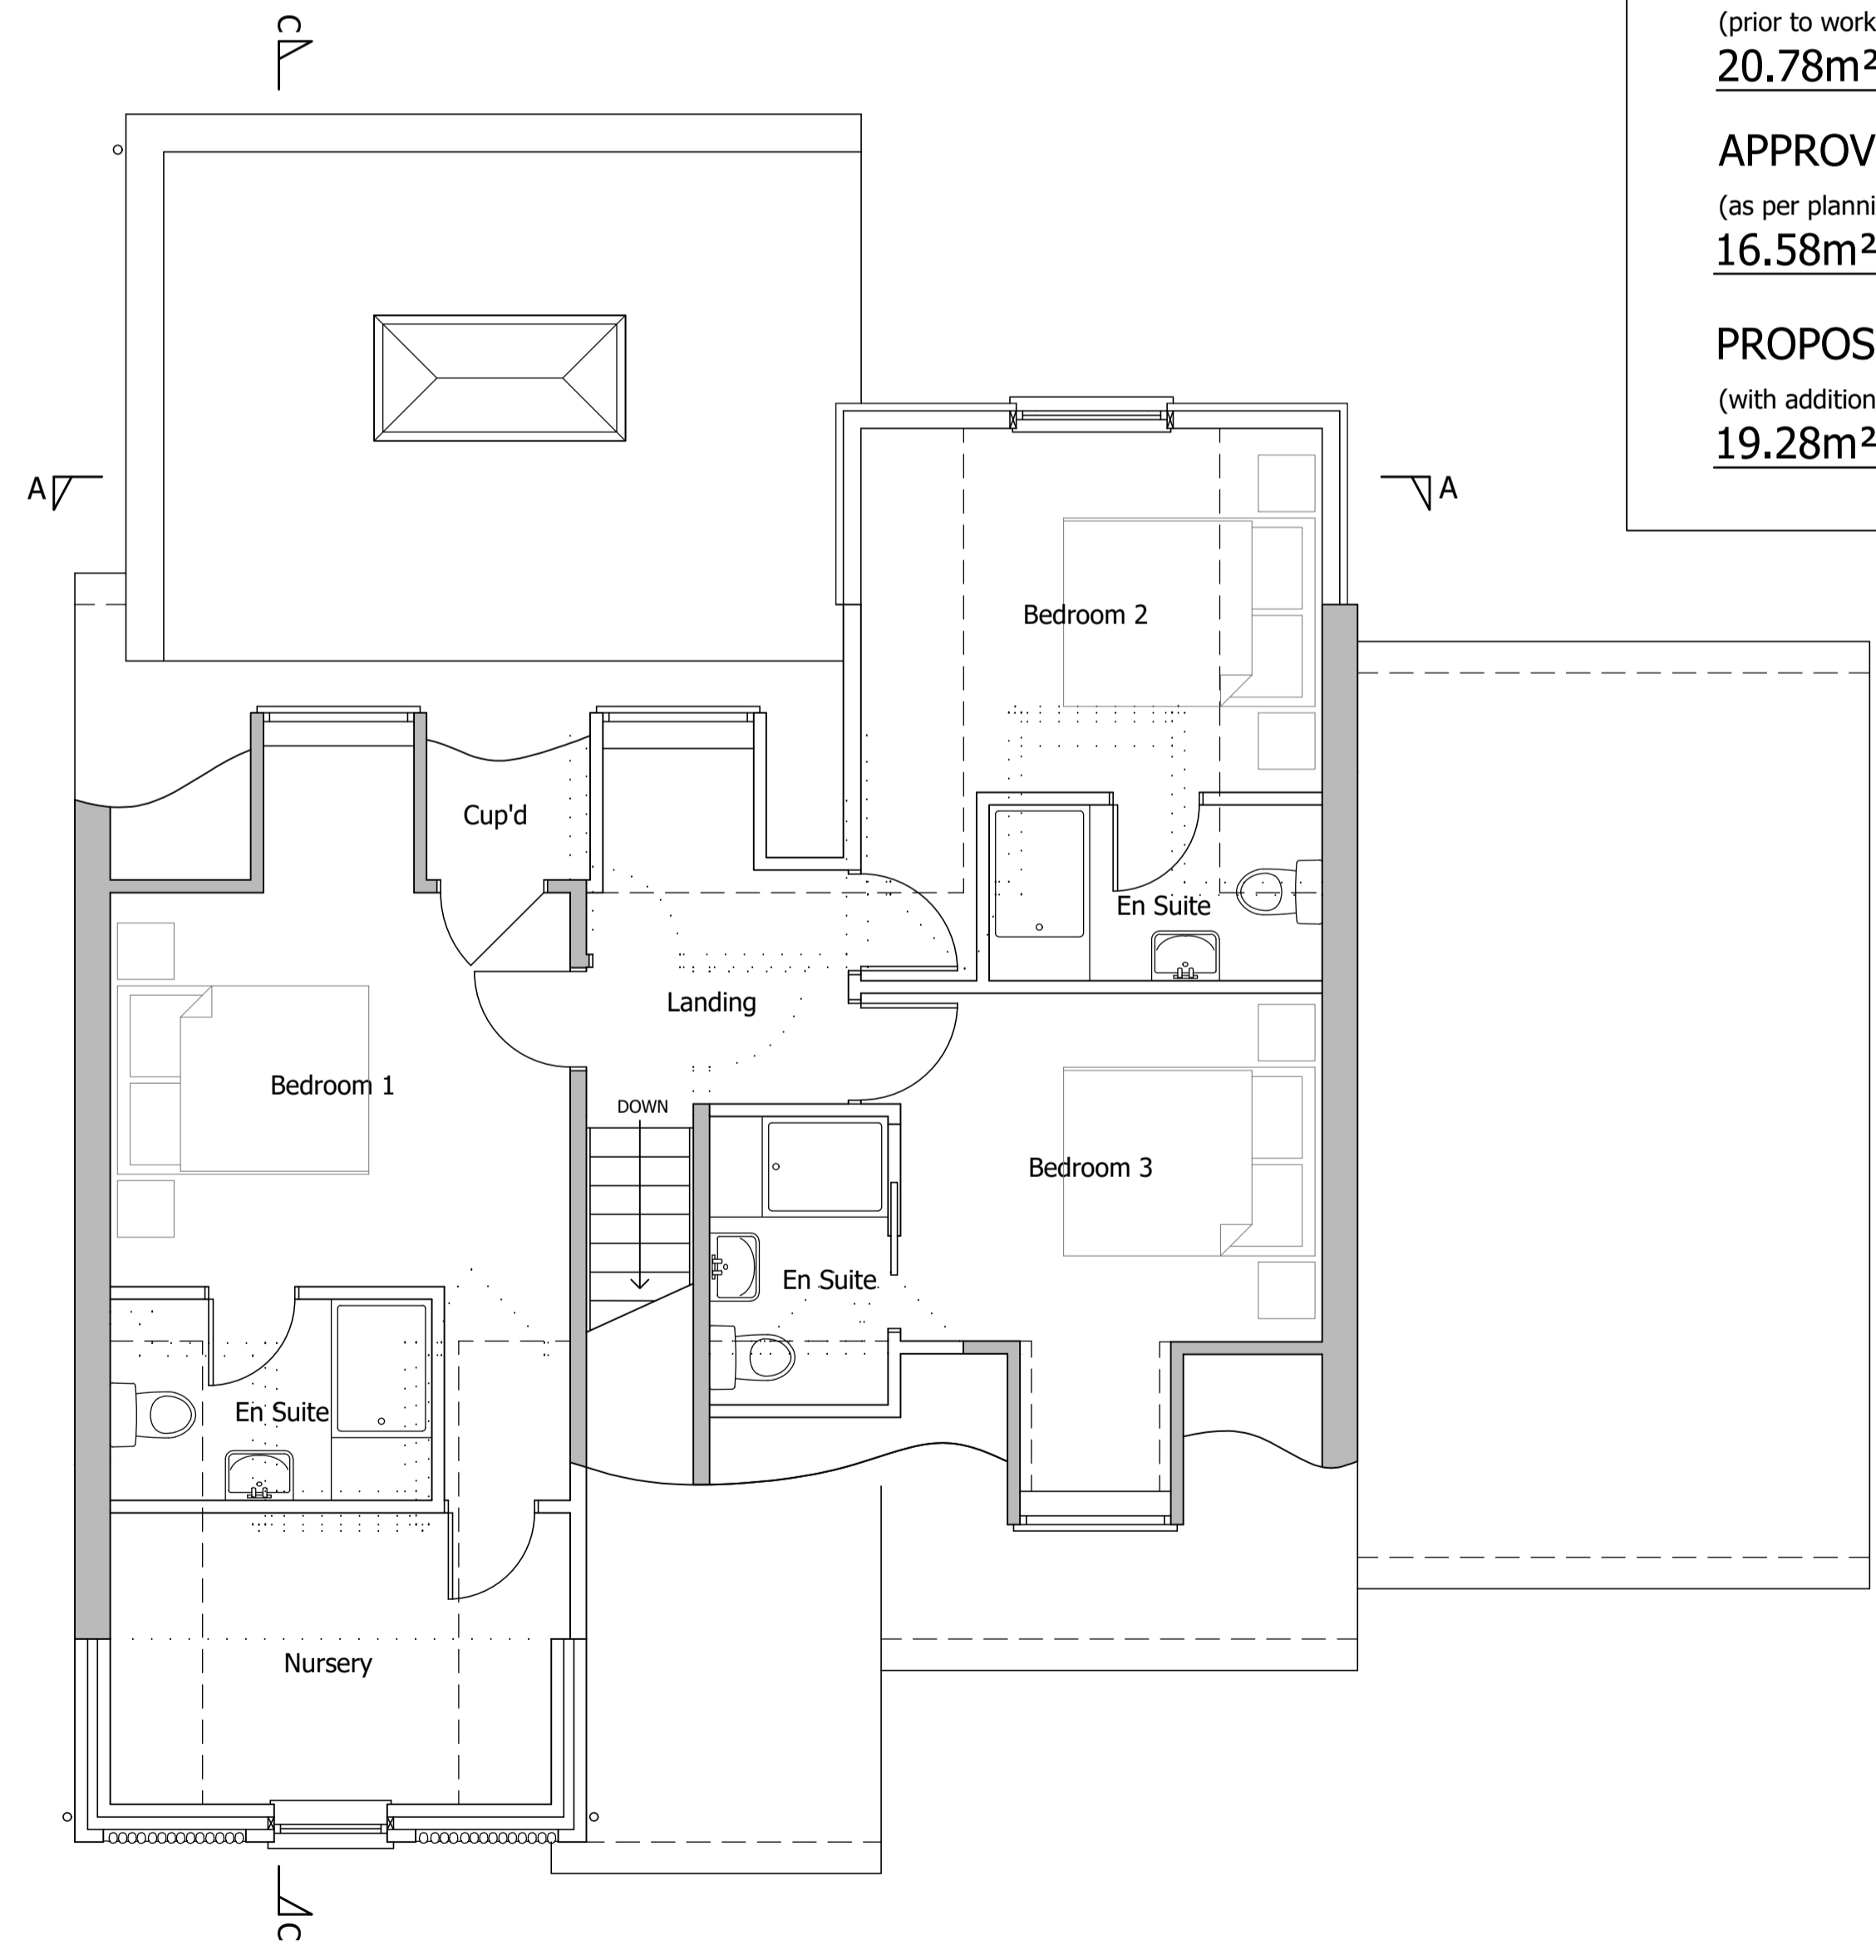 C
(prior to work
20.78m²
APPROV
(as per planni
16.58m²
PROPOS
(with addition
19.28m²
A
A
Bedroom 2
Cup'd
En Suite
Landing
Bedroom 1
DOWN
Bedroom 3
En Suite
En Suite
Nursery
C